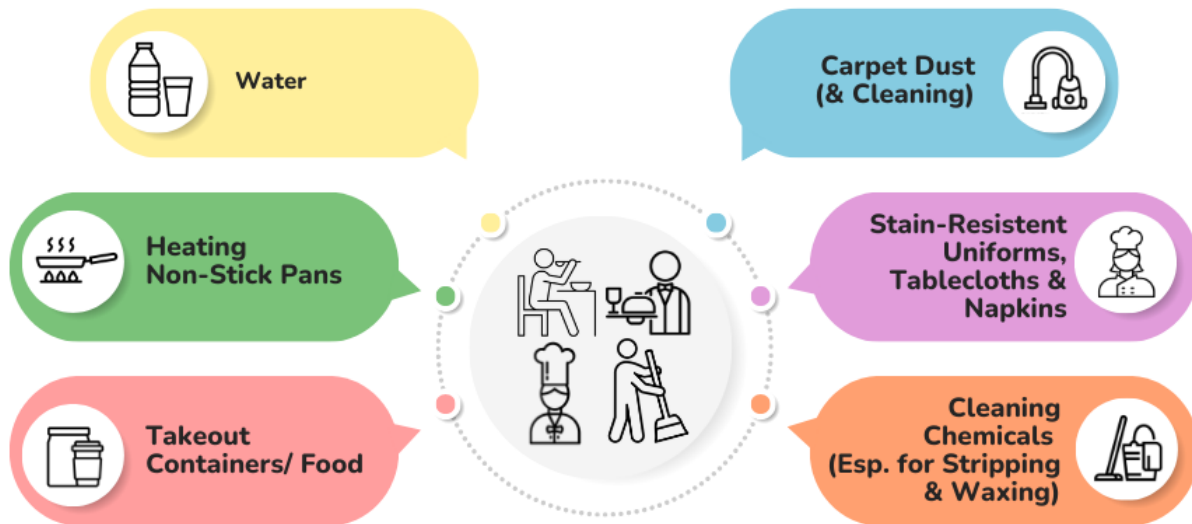 Water
Carpet Dust
(& Cleaning)
Heating
Non-Stick Pans
Stain-Resistent
Uniforms,
Tablecloths &
Napkins
Takeout
Containers/ Food
Cleaning
Chemicals
(Esp. for Stripping
& Waxing)